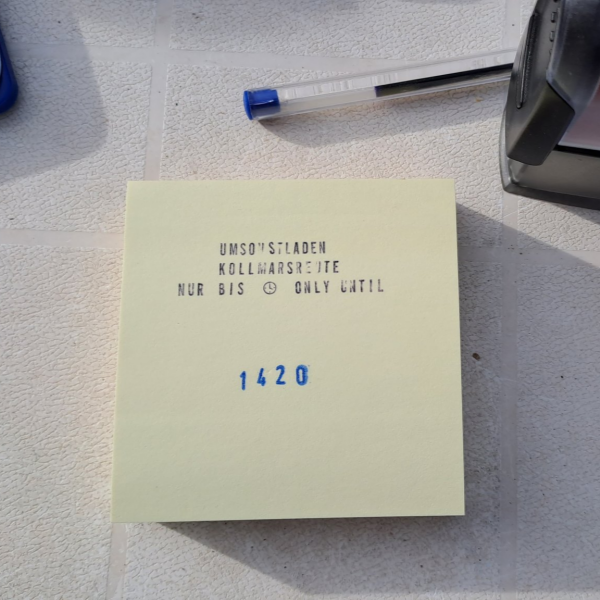 UMSONSTLADEN
KOLLMARSREUTE
NUR BIS 🕒 ONLY UNTIL
1420